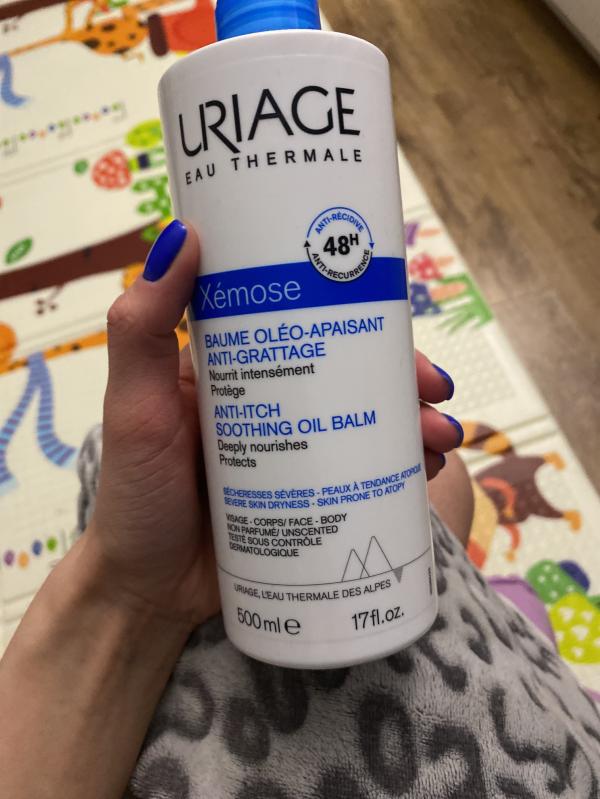 URIAGE
EAU THERMALE
ANTI-RÉCIDIVE
48H
ANTI-RECURRENCE
Xémose
BAUME OLÉO-APAISANT
ANTI-GRATTAGE
Nourrit intensément
Protège
ANTI-ITCH
SOOTHING OIL BALM
Deeply nourishes
Protects
SÉCHERESSES SÉVÈRES - PEAUX À TENDANCE ATOPIQUE
SEVERE SKIN DRYNESS - SKIN PRONE TO ATOPY
VISAGE - CORPS/ FACE - BODY
NON PARFUMÉ/ UNSCENTED
TESTÉ SOUS CONTRÔLE
DERMATOLOGIQUE
URIAGE, L'EAU THERMALE DES ALPES
500 ml e 17 fl.oz.